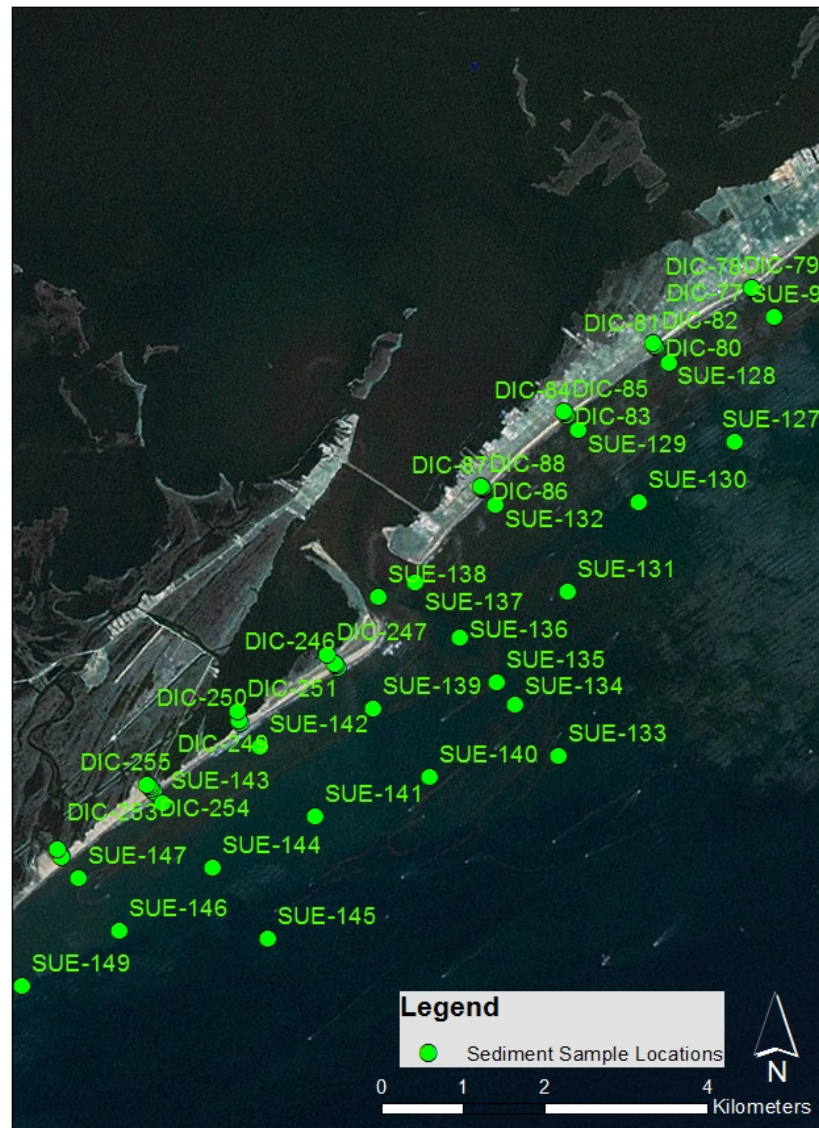 DIC-78 DIC-79
DIC-77 SUE-9
DIC-81 DIC-82
DIC-80
SUE-128
DIC-84 DIC-85
DIC-83
SUE-129
SUE-127
DIC-87 DIC-88
DIC-86
SUE-132
SUE-130
SUE-138
SUE-131
SUE-137
DIC-246 DIC-247
SUE-136
SUE-135
DIC-250 DIC-251
SUE-139
SUE-134
SUE-142
DIC-249
SUE-133
SUE-140
DIC-255 SUE-143
SUE-141
DIC-253 DIC-254
SUE-144
SUE-147
SUE-146
SUE-145
SUE-149
Legend
Sediment Sample Locations
N
0 1 2 4
Kilometers